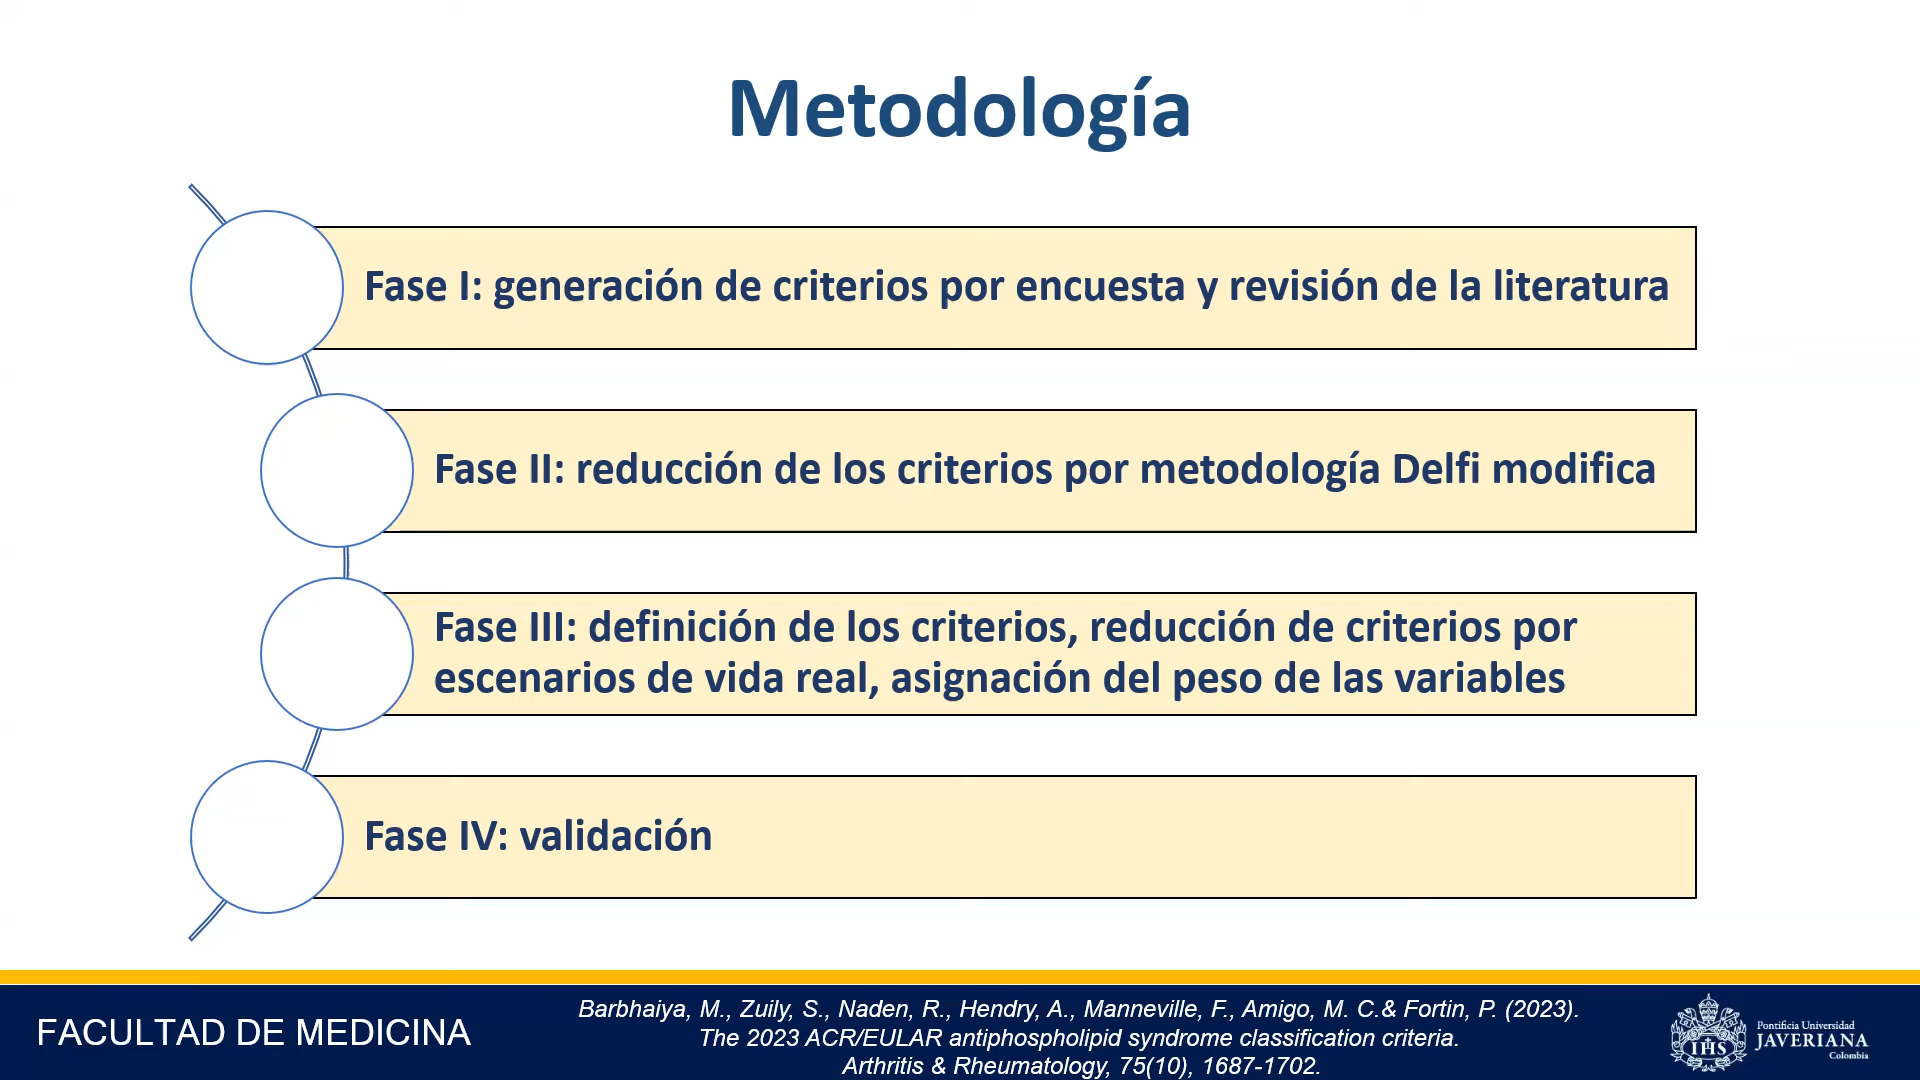 Metodología
Fase I: generación de criterios por encuesta y revisión de la literatura
Fase II: reducción de los criterios por metodología Delfi modifica
Fase III: definición de los criterios, reducción de criterios por
escenarios de vida real, asignación del peso de las variables
Fase IV: validación
FACULTAD DE MEDICINA
Barbhaiya, M., Zuily, S., Naden, R., Hendry, A., Manneville, F., Amigo, M. C.& Fortin, P. (2023).
The 2023 ACR/EULAR antiphospholipid syndrome classification criteria.
Arthritis & Rheumatology, 75(10), 1687-1702.
IHS
Pontificia Universidad
JAVERIANA
Colombia